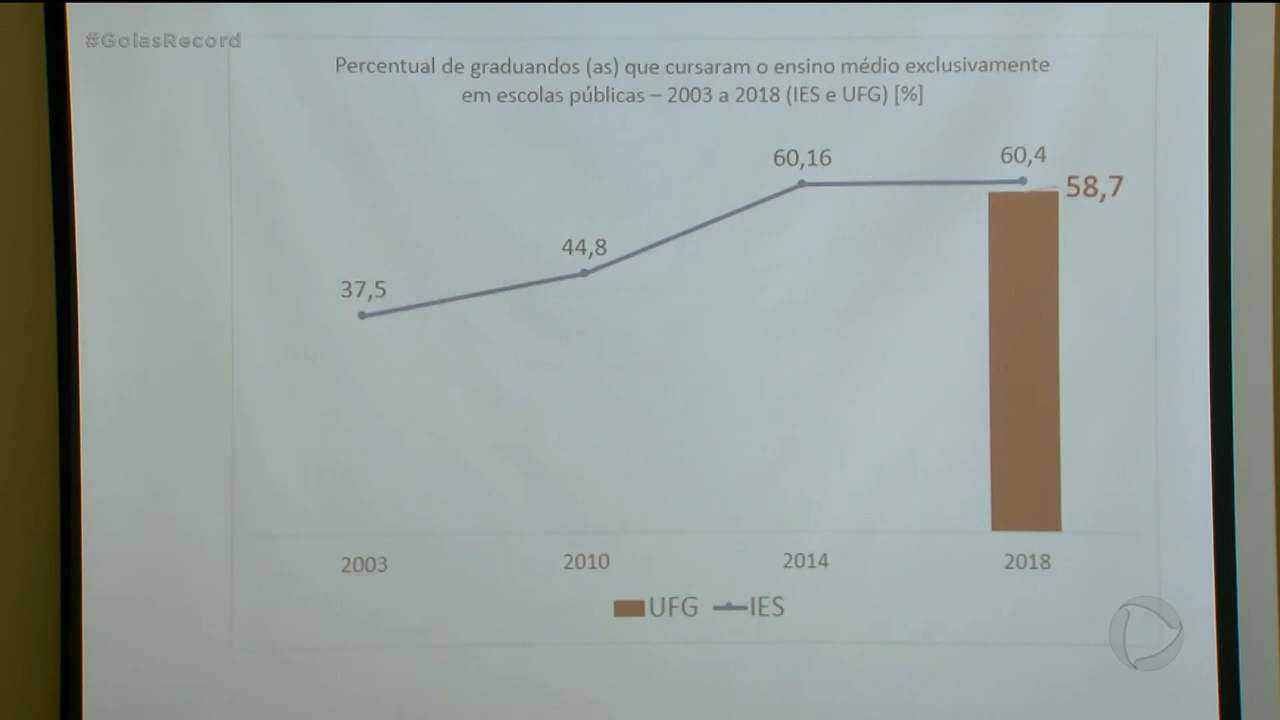 #GoiasRecord
Percentual de graduandos (as) que cursaram o ensino médio exclusivamente
em escolas públicas – 2003 a 2018 (IES e UFG) [%]
60,16
60,4
58,7
44,8
37,5
2003
2010
2014
2018
UFG
IES